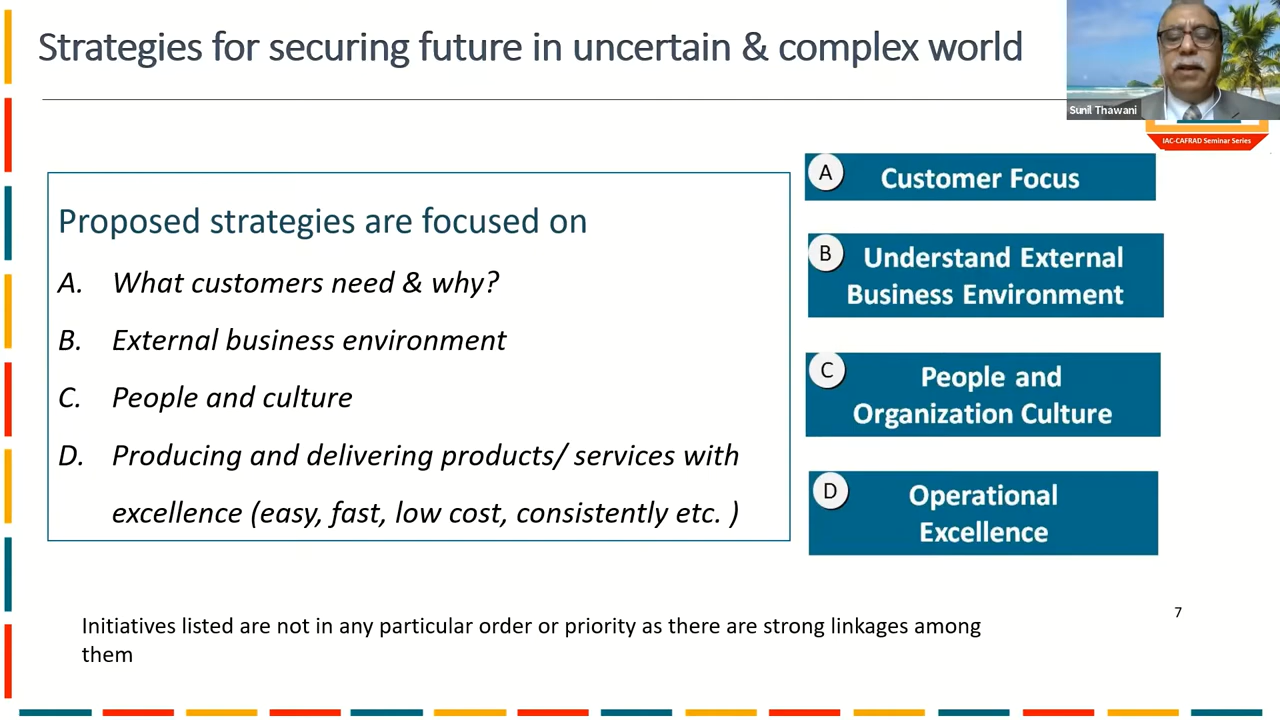 Strategies for securing future in uncertain & complex world
Sunil Thawani
IAC-CAFRAD Seminar Series
Proposed strategies are focused on
A. What customers need & why?
B. External business environment
C. People and culture
D. Producing and delivering products/ services with
excellence (easy, fast, low cost, consistently etc. )
A Customer Focus
B Understand External
Business Environment
C People and
Organization Culture
D Operational
Excellence
Initiatives listed are not in any particular order or priority as there are strong linkages among
them
7